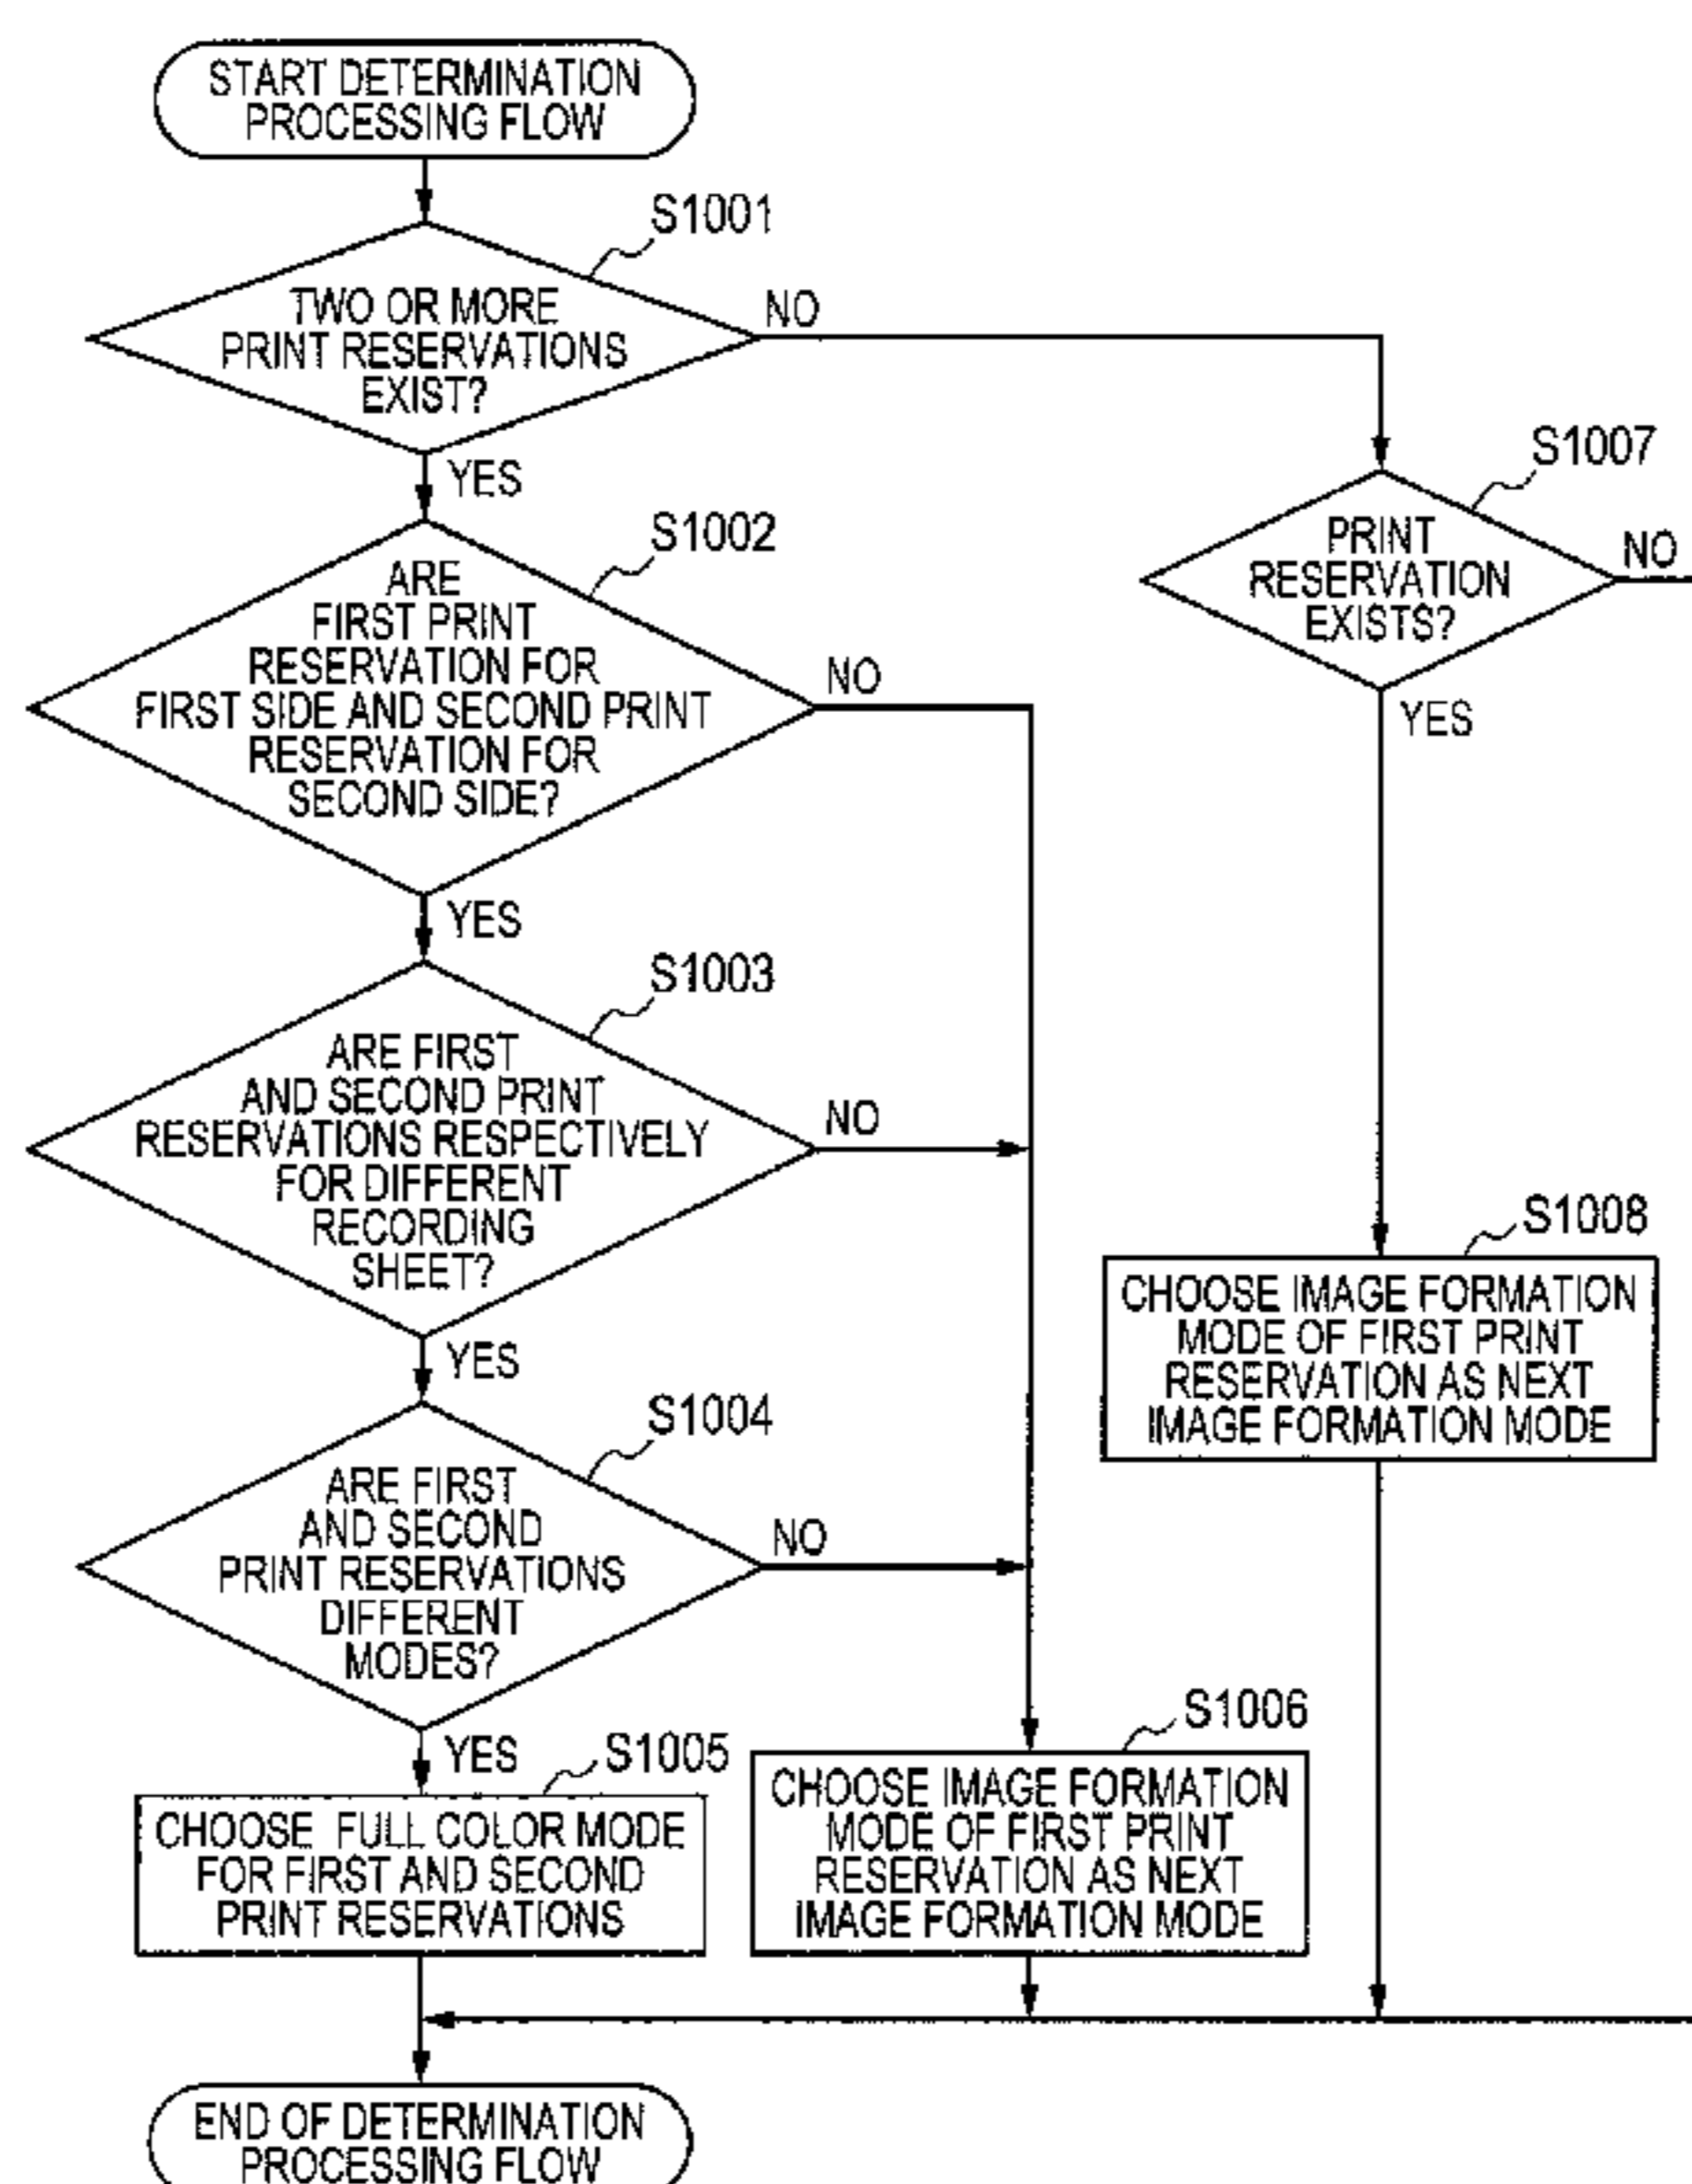 START DETERMINATION
PROCESSING FLOW
S1001
TWO OR MORE
PRINT RESERVATIONS
EXIST?
NO
YES
S1007
PRINT
RESERVATION
EXISTS?
NO
YES
S1002
ARE
FIRST PRINT
RESERVATION FOR
FIRST SIDE AND SECOND PRINT
RESERVATION FOR
SECOND SIDE?
NO
YES
S1003
ARE FIRST
AND SECOND PRINT
RESERVATIONS RESPECTIVELY
FOR DIFFERENT
RECORDING
SHEET?
NO
YES
S1008
CHOOSE IMAGE FORMATION
MODE OF FIRST PRINT
RESERVATION AS NEXT
IMAGE FORMATION MODE
S1004
ARE FIRST
AND SECOND
PRINT RESERVATIONS
DIFFERENT
MODES?
NO
YES
S1005
CHOOSE FULL COLOR MODE
FOR FIRST AND SECOND
PRINT RESERVATIONS
S1006
CHOOSE IMAGE FORMATION
MODE OF FIRST PRINT
RESERVATION AS NEXT
IMAGE FORMATION MODE
END OF DETERMINATION
PROCESSING FLOW